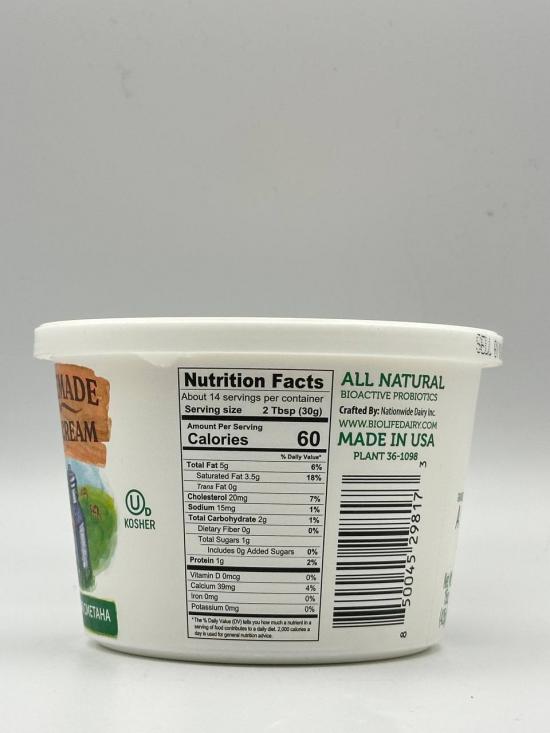 SELL BY
MADE
REAM
СМЕТАНА
U D
KOSHER
Nutrition Facts
About 14 servings per container
Serving size 2 Tbsp (30g)
Amount Per Serving
Calories 60
% Daily Value*
Total Fat 5g 6%
Saturated Fat 3.5g 18%
Trans Fat 0g
Cholesterol 20mg 7%
Sodium 15mg 1%
Total Carbohydrate 2g 1%
Dietary Fiber 0g 0%
Total Sugars 1g
Includes 0g Added Sugars 0%
Protein 1g 2%
Vitamin D 0mcg 0%
Calcium 39mg 4%
Iron 0mg 0%
Potassium 0mg 0%
*The % Daily Value (DV) tells you how much a nutrient in a
serving of food contributes to a daily diet. 2,000 calories a
day is used for general nutrition advice.
ALL NATURAL
BIOACTIVE PROBIOTICS
Crafted By: Nationwide Dairy Inc.
WWW.BIOLIFEDAIRY.COM
MADE IN USA
PLANT 36-1098
8 50045 29817 3